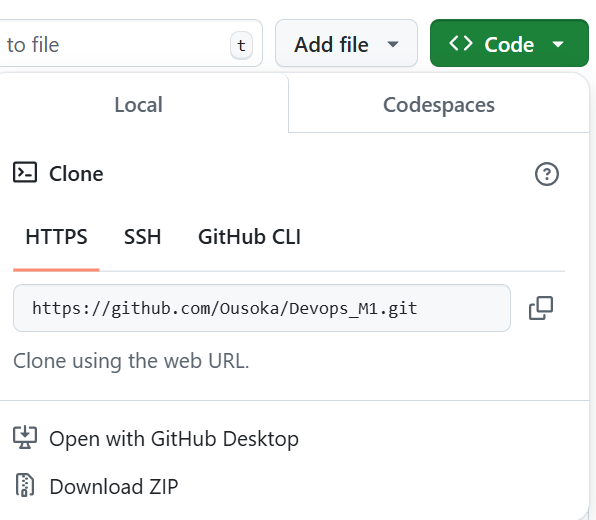 to file t Add file <> Code
Local Codespaces
Clone
HTTPS SSH GitHub CLI
https://github.com/Ousoka/Devops_M1.git
Clone using the web URL.
Open with GitHub Desktop
Download ZIP